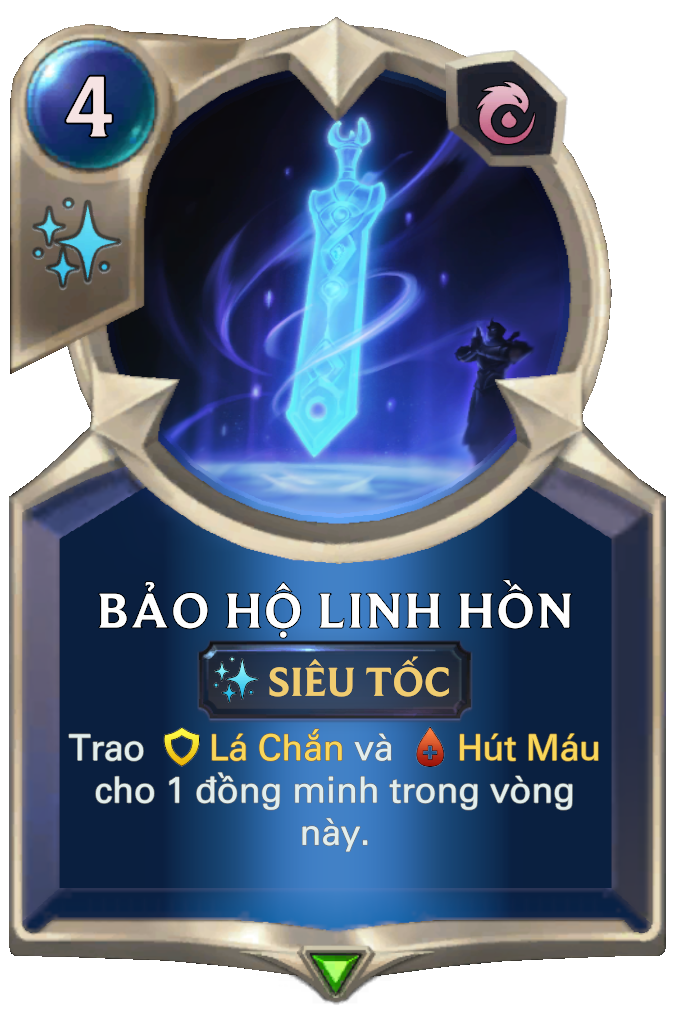 4
BẢO HỘ LINH HỒN
SIÊU TỐC
Trao Lá Chắn và Hút Máu
cho 1 đồng minh trong vòng
này.